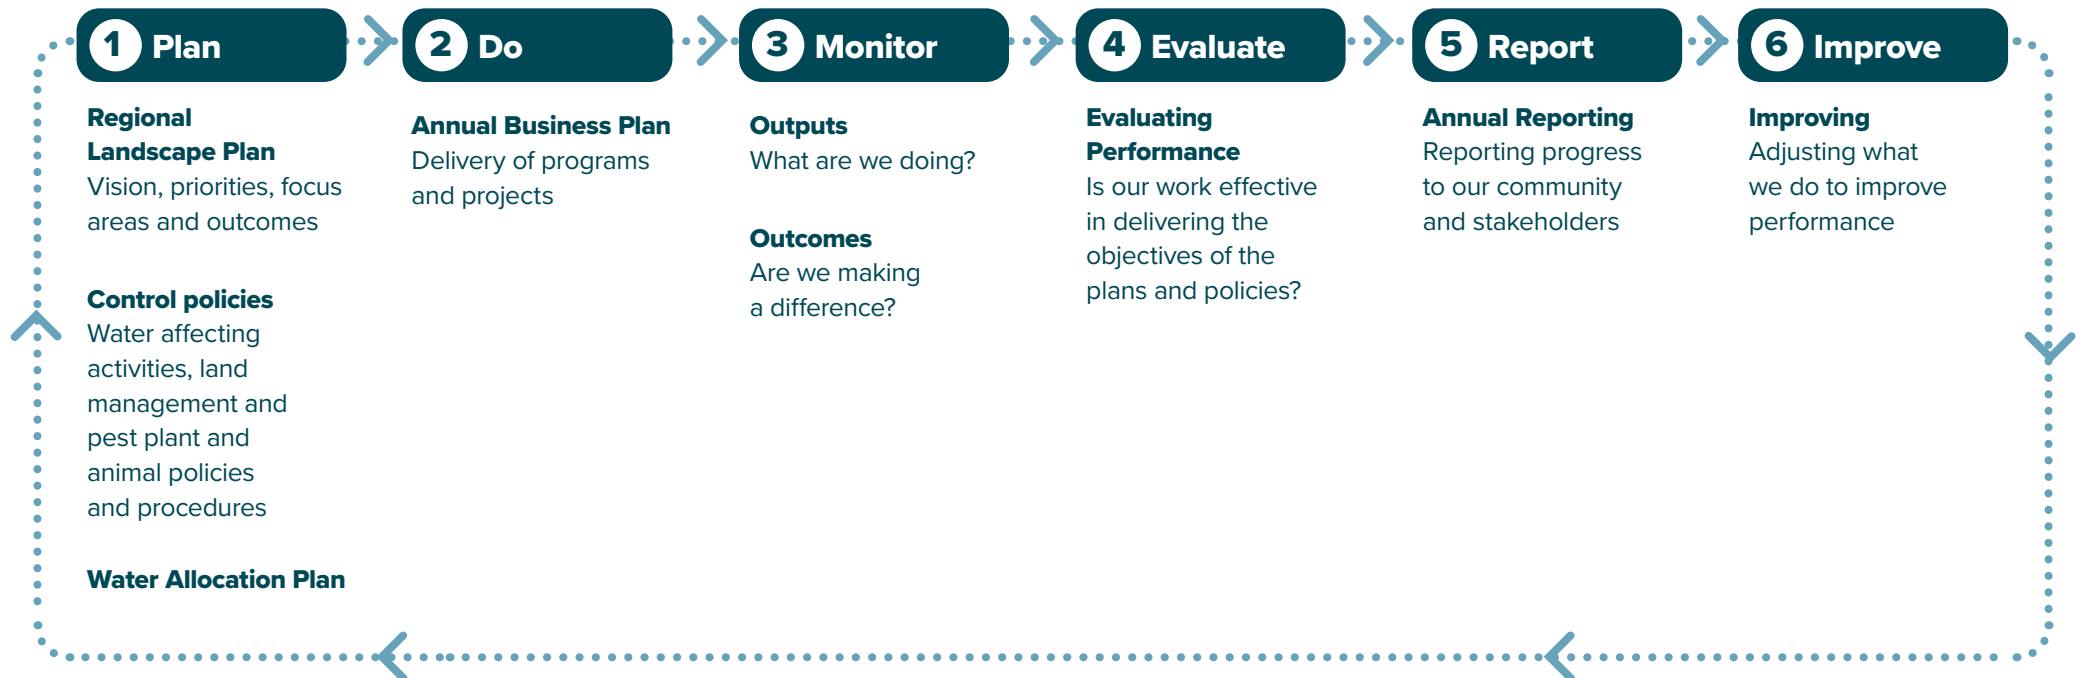 1 Plan
Regional
Landscape Plan
Vision, priorities, focus
areas and outcomes
Control policies
Water affecting
activities, land
management and
pest plant and
animal policies
and procedures
Water Allocation Plan
2 Do
Annual Business Plan
Delivery of programs
and projects
3 Monitor
Outputs
What are we doing?
Outcomes
Are we making
a difference?
4 Evaluate
Evaluating
Performance
Is our work effective
in delivering the
objectives of the
plans and policies?
5 Report
Annual Reporting
Reporting progress
to our community
and stakeholders
6 Improve
Improving
Adjusting what
we do to improve
performance